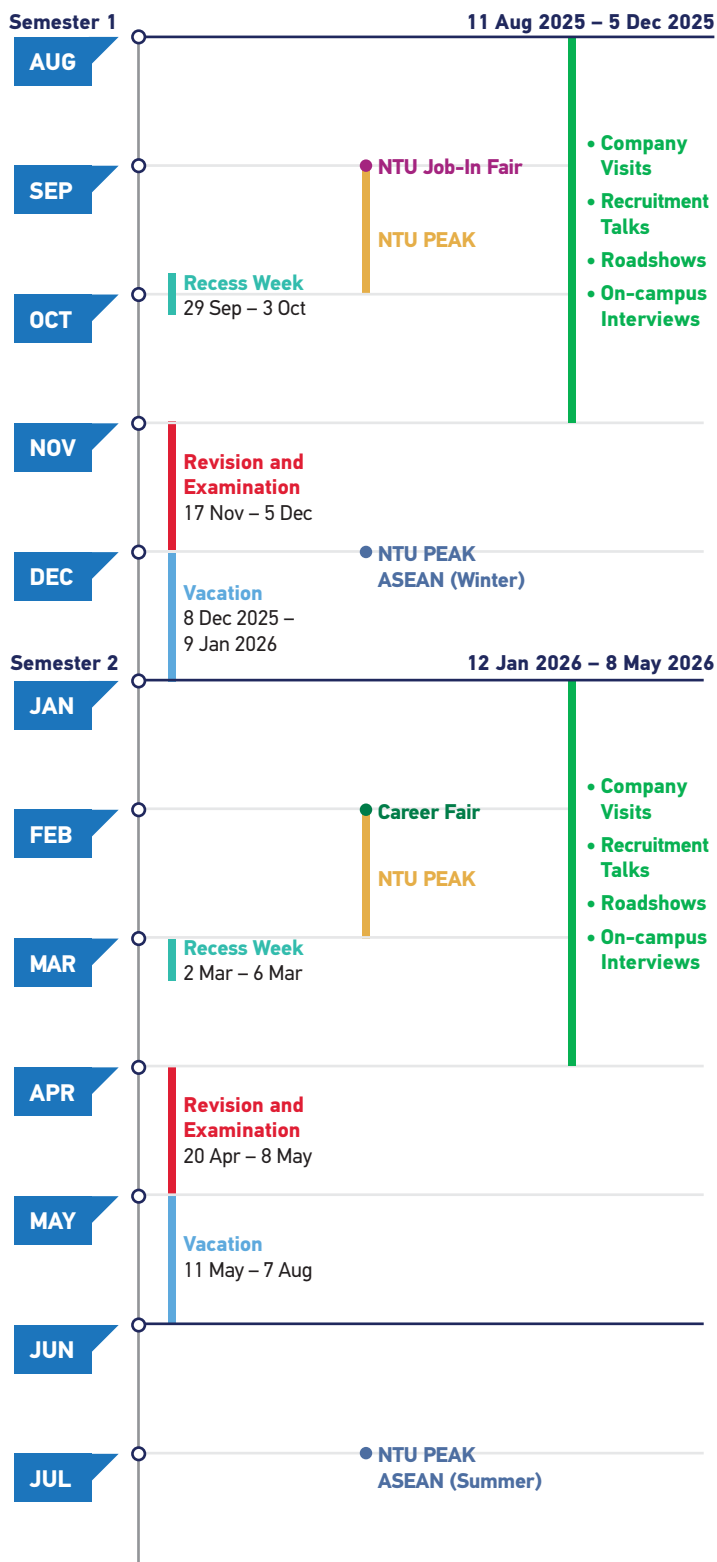 Semester 1
11 Aug 2025 – 5 Dec 2025
AUG
• Company
Visits
SEP
NTU Job-In Fair
• Recruitment
Talks
NTU PEAK
• Roadshows
Recess Week
29 Sep – 3 Oct
• On-campus
Interviews
OCT
NOV
Revision and
Examination
17 Nov – 5 Dec
DEC
NTU PEAK
ASEAN (Winter)
Vacation
8 Dec 2025 –
9 Jan 2026
Semester 2
12 Jan 2026 – 8 May 2026
JAN
• Company
Visits
FEB
Career Fair
• Recruitment
Talks
NTU PEAK
• Roadshows
• On-campus
Interviews
MAR
Recess Week
2 Mar – 6 Mar
APR
Revision and
Examination
20 Apr – 8 May
MAY
Vacation
11 May – 7 Aug
JUN
JUL
NTU PEAK
ASEAN (Summer)